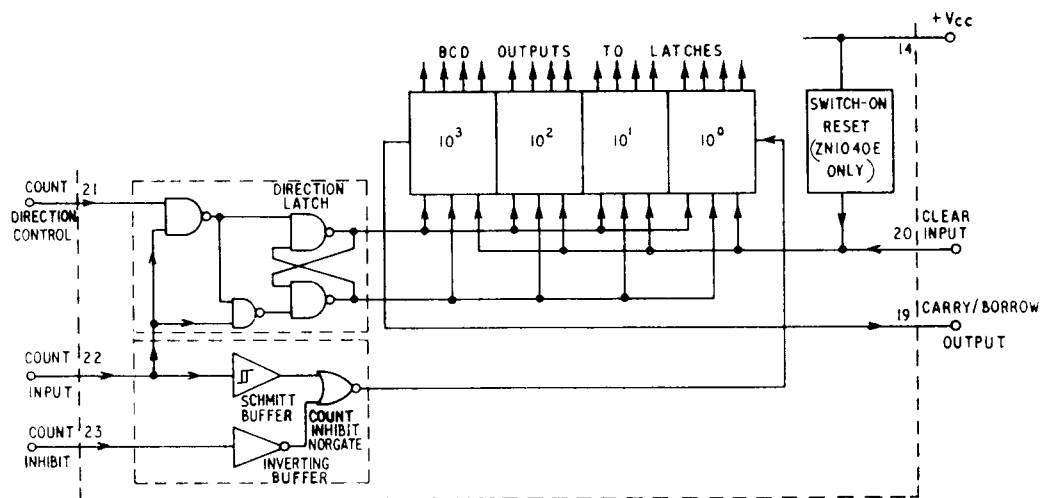 +Vcc
14
BCD OUTPUTS TO LATCHES
10³ 10² 10¹ 10⁰
SWITCH-ON
RESET
(ZN1040E
ONLY)
COUNT 21
DIRECTION
CONTROL
DIRECTION
LATCH
CLEAR
20 INPUT
19 CARRY/BORROW
OUTPUT
COUNT 22
INPUT
SCHMITT
BUFFER
COUNT
INHIBIT
NORGATE
COUNT 23
INHIBIT
INVERTING
BUFFER